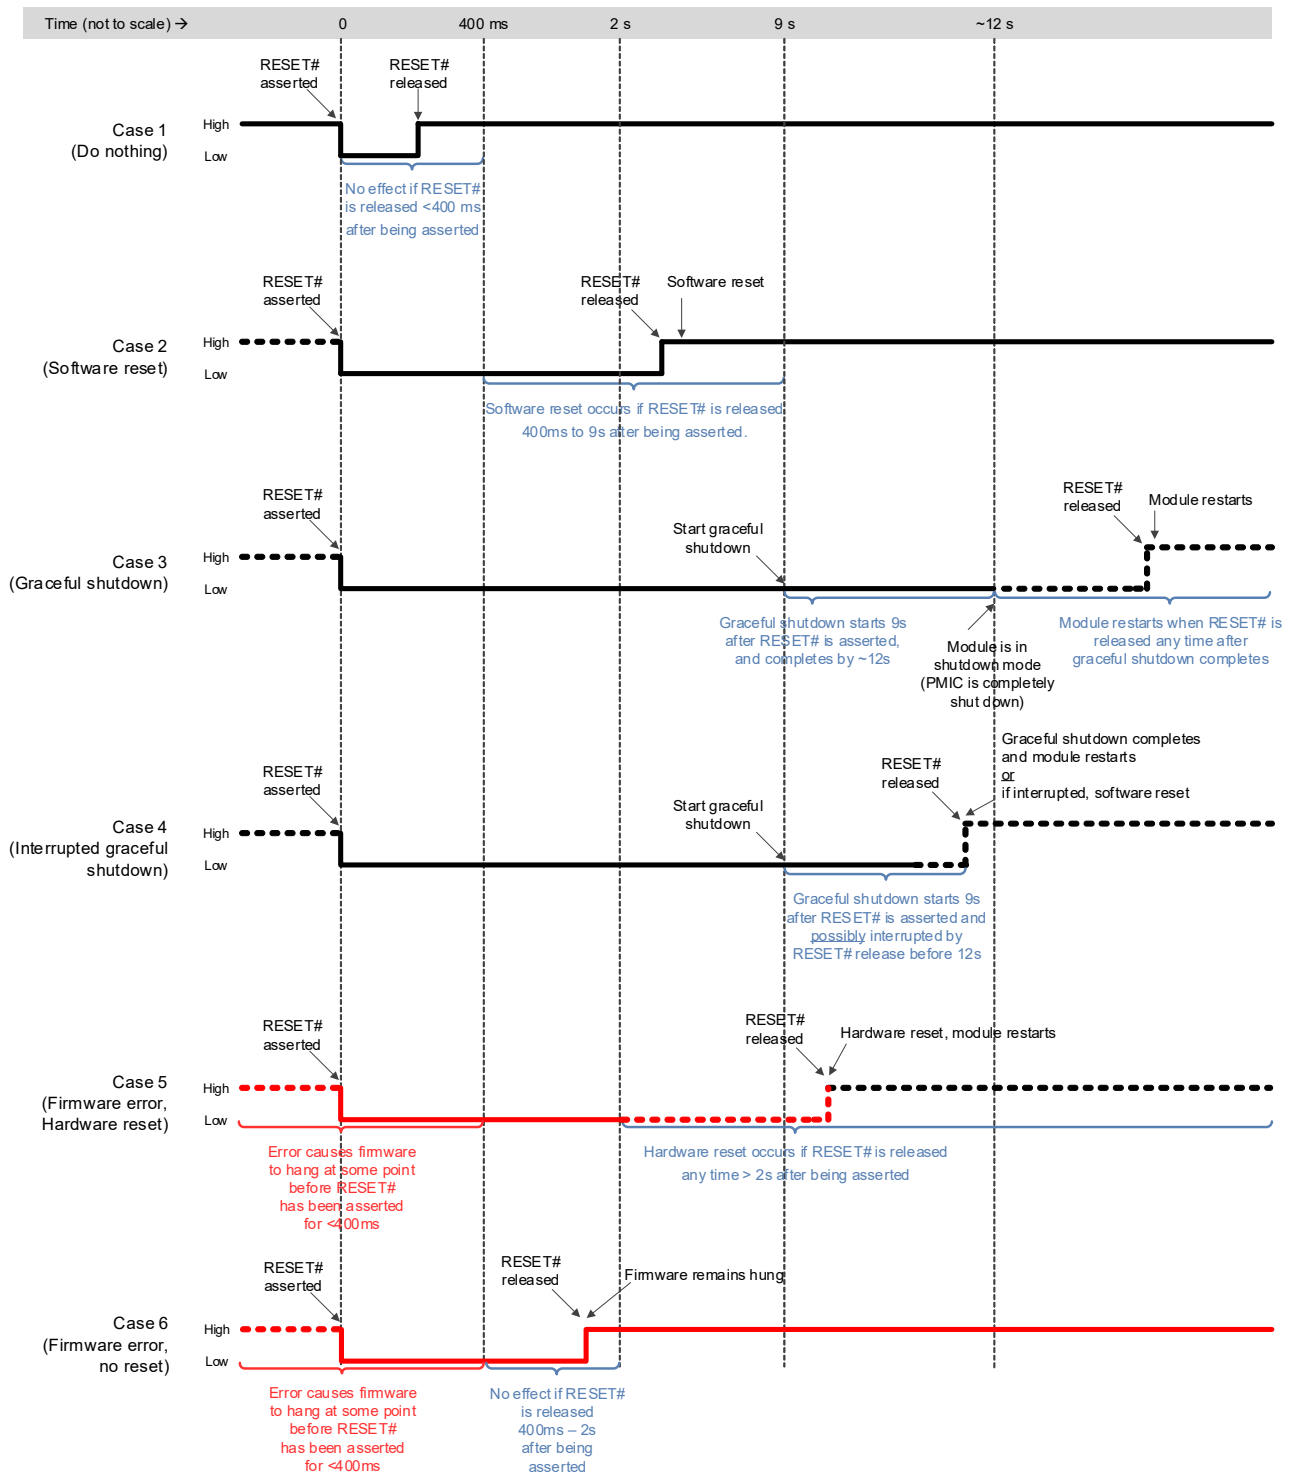 Time (not to scale) → 0 400 ms 2 s 9 s ~12 s
RESET# asserted
RESET# released
Case 1
(Do nothing)
High
Low
No effect if RESET#
is released <400 ms
after being asserted
RESET#
asserted
RESET#
released
Software reset
Case 2
(Software reset)
High
Low
Software reset occurs if RESET# is released
400ms to 9s after being asserted.
RESET#
asserted
Start graceful
shutdown
RESET#
released
Module restarts
Case 3
(Graceful shutdown)
High
Low
Graceful shutdown starts 9s
after RESET# is asserted,
and completes by ~12s
Module is in
shutdown mode
(PMIC is completely
shut down)
Module restarts when RESET# is
released any time after
graceful shutdown completes
RESET#
asserted
Start graceful
shutdown
RESET#
released
Graceful shutdown completes
and module restarts
or
if interrupted, software reset
Case 4
(Interrupted graceful
shutdown)
High
Low
Graceful shutdown starts 9s
after RESET# is asserted and
possibly interrupted by
RESET# release before 12s
RESET#
asserted
RESET#
released
Hardware reset, module restarts
Case 5
(Firmware error,
Hardware reset)
High
Low
Error causes firmware
to hang at some point
before RESET#
has been asserted
for <400ms
Hardware reset occurs if RESET# is released
any time > 2s after being asserted
RESET#
asserted
RESET#
released
Firmware remains hung
Case 6
(Firmware error,
no reset)
High
Low
Error causes firmware
to hang at some point
before RESET#
has been asserted
for <400ms
No effect if RESET#
is released
400ms – 2s
after being
asserted